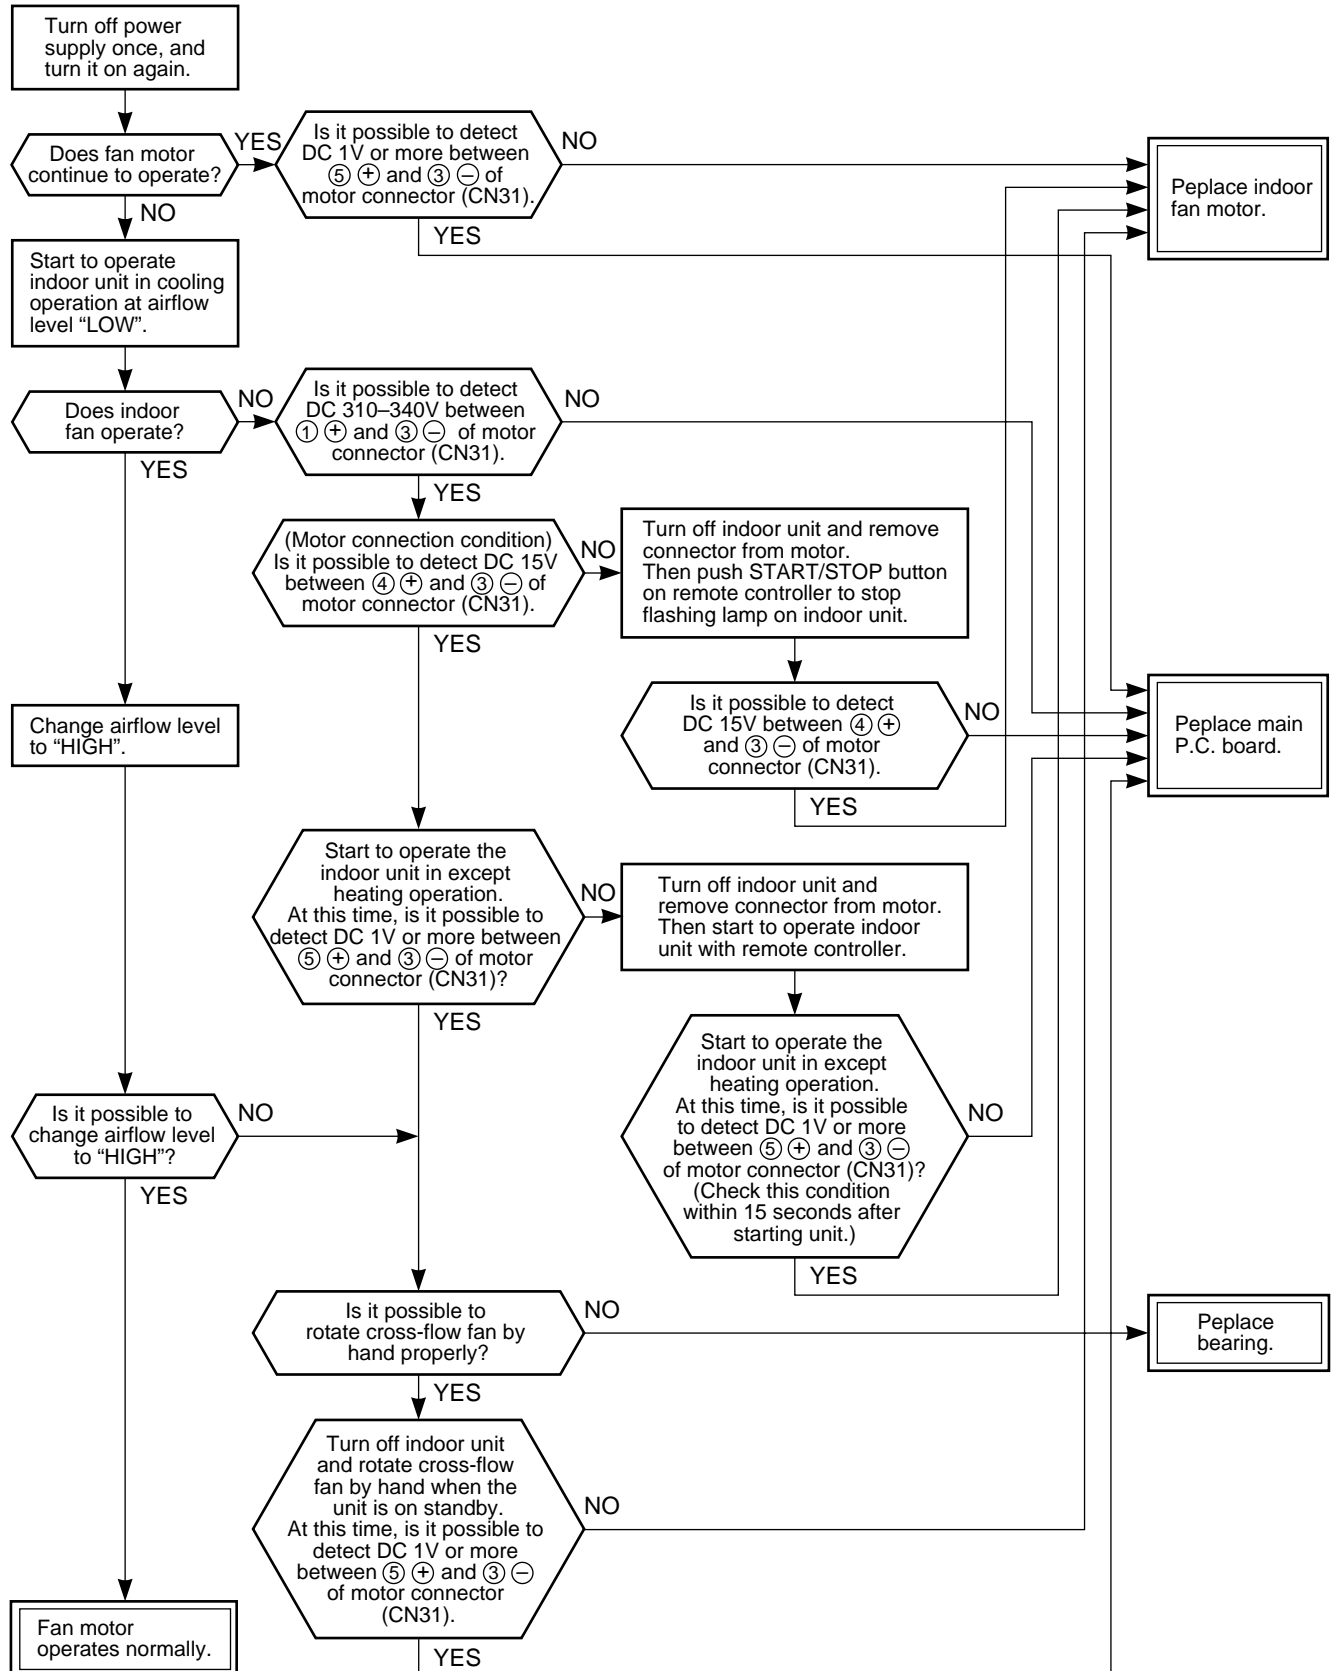 Turn off power
supply once, and
turn it on again.
Does fan motor
continue to operate?
YES
NO
Is it possible to detect
DC 1V or more between
⑤ ⊕ and ③ ⊖ of
motor connector (CN31).
NO
YES
Peplace indoor
fan motor.
Start to operate
indoor unit in cooling
operation at airflow
level “LOW”.
Does indoor
fan operate?
NO
YES
Is it possible to detect
DC 310–340V between
① ⊕ and ③ ⊖ of motor
connector (CN31).
NO
YES
(Motor connection condition)
Is it possible to detect DC 15V
between ④ ⊕ and ③ ⊖ of
motor connector (CN31).
NO
YES
Turn off indoor unit and remove
connector from motor.
Then push START/STOP button
on remote controller to stop
flashing lamp on indoor unit.
Is it possible to detect
DC 15V between ④ ⊕
and ③ ⊖ of motor
connector (CN31).
NO
YES
Peplace main
P.C. board.
Change airflow level
to “HIGH”.
Start to operate the
indoor unit in except
heating operation.
At this time, is it possible to
detect DC 1V or more between
⑤ ⊕ and ③ ⊖ of motor
connector (CN31)?
NO
YES
Turn off indoor unit and
remove connector from motor.
Then start to operate indoor
unit with remote controller.
Start to operate the
indoor unit in except
heating operation.
At this time, is it possible
to detect DC 1V or more
between ⑤ ⊕ and ③ ⊖
of motor connector (CN31)?
(Check this condition
within 15 seconds after
starting unit.)
NO
YES
Is it possible to
change airflow level
to “HIGH”?
NO
YES
Is it possible to
rotate cross-flow fan by
hand properly?
NO
YES
Peplace
bearing.
Turn off indoor unit
and rotate cross-flow
fan by hand when the
unit is on standby.
At this time, is it possible to
detect DC 1V or more
between ⑤ ⊕ and ③ ⊖
of motor connector
(CN31).
NO
YES
Fan motor
operates normally.